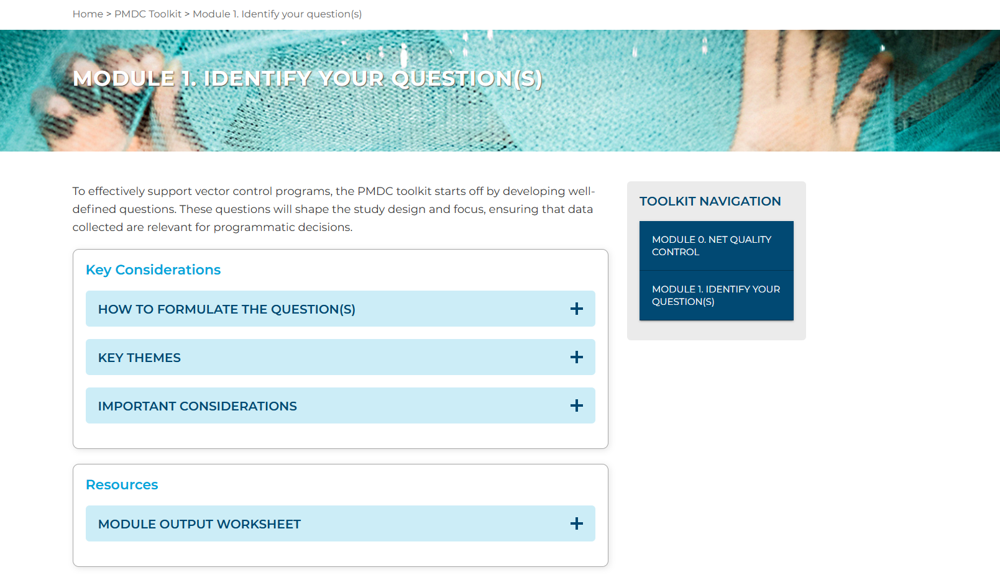 Home > PMDC Toolkit > Module 1. Identify your question(s)
MODULE 1. IDENTIFY YOUR QUESTION(S)
To effectively support vector control programs, the PMDC toolkit starts off by developing well-
defined questions. These questions will shape the study design and focus, ensuring that data
collected are relevant for programmatic decisions.
Key Considerations
HOW TO FORMULATE THE QUESTION(S)
KEY THEMES
IMPORTANT CONSIDERATIONS
Resources
MODULE OUTPUT WORKSHEET
TOOLKIT NAVIGATION
MODULE 0. NET QUALITY
CONTROL
MODULE 1. IDENTIFY YOUR
QUESTION(S)